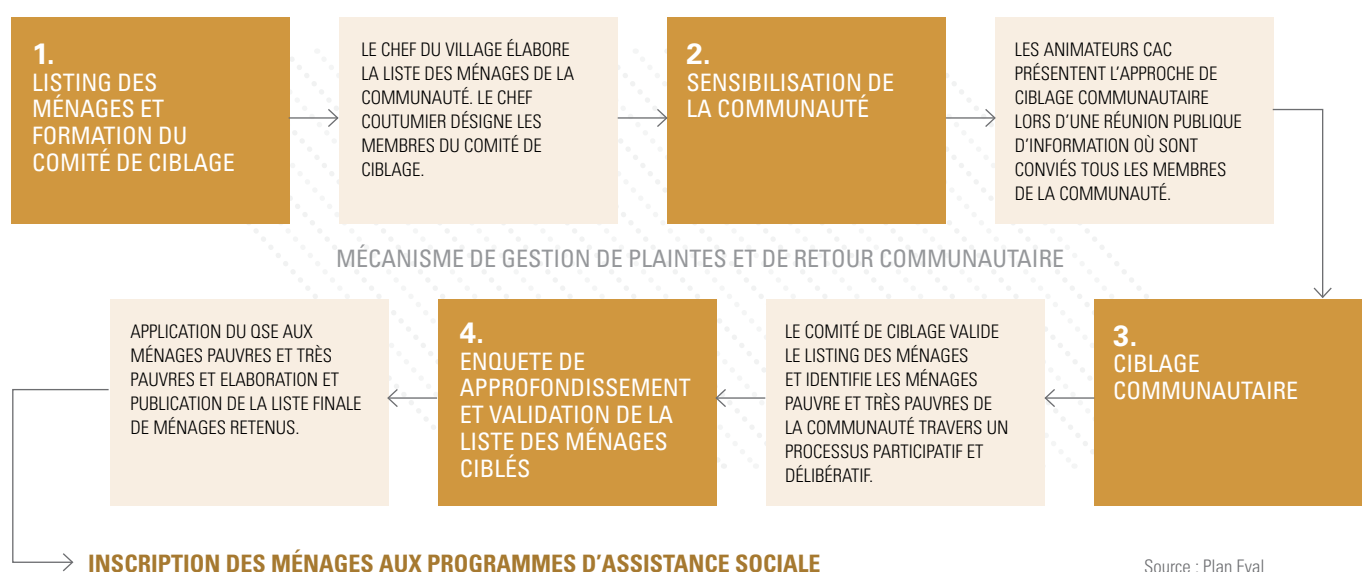 1.
LISTING DES
MÉNAGES ET
FORMATION DU
COMITÉ DE CIBLAGE
LE CHEF DU VILLAGE ÉLABORE
LA LISTE DES MÉNAGES DE LA
COMMUNAUTÉ. LE CHEF
COUTUMIER DÉSIGNE LES
MEMBRES DU COMITÉ DE
CIBLAGE.
2.
SENSIBILISATION DE
LA COMMUNAUTÉ
LES ANIMATEURS CAC
PRÉSENTENT L'APPROCHE DE
CIBLAGE COMMUNAUTAIRE
LORS D'UNE RÉUNION PUBLIQUE
D'INFORMATION OÙ SONT
CONVIÉS TOUS LES MEMBRES
DE LA COMMUNAUTÉ.
MÉCANISME DE GESTION DE PLAINTES ET DE RETOUR COMMUNAUTAIRE
3.
CIBLAGE
COMMUNAUTAIRE
LE COMITÉ DE CIBLAGE VALIDE
LE LISTING DES MÉNAGES
ET IDENTIFIE LES MÉNAGES
PAUVRE ET TRÈS PAUVRES DE
LA COMMUNAUTÉ TRAVERS UN
PROCESSUS PARTICIPATIF ET
DÉLIBÉRATIF.
4.
ENQUETE DE
APPROFONDISSEMENT
ET VALIDATION DE LA
LISTE DES MÉNAGES
CIBLÉS
APPLICATION DU QSE AUX
MÉNAGES PAUVRES ET TRÈS
PAUVRES ET ELABORATION ET
PUBLICATION DE LA LISTE FINALE
DE MÉNAGES RETENUS.
INSCRIPTION DES MÉNAGES AUX PROGRAMMES D'ASSISTANCE SOCIALE
Source : Plan Eval